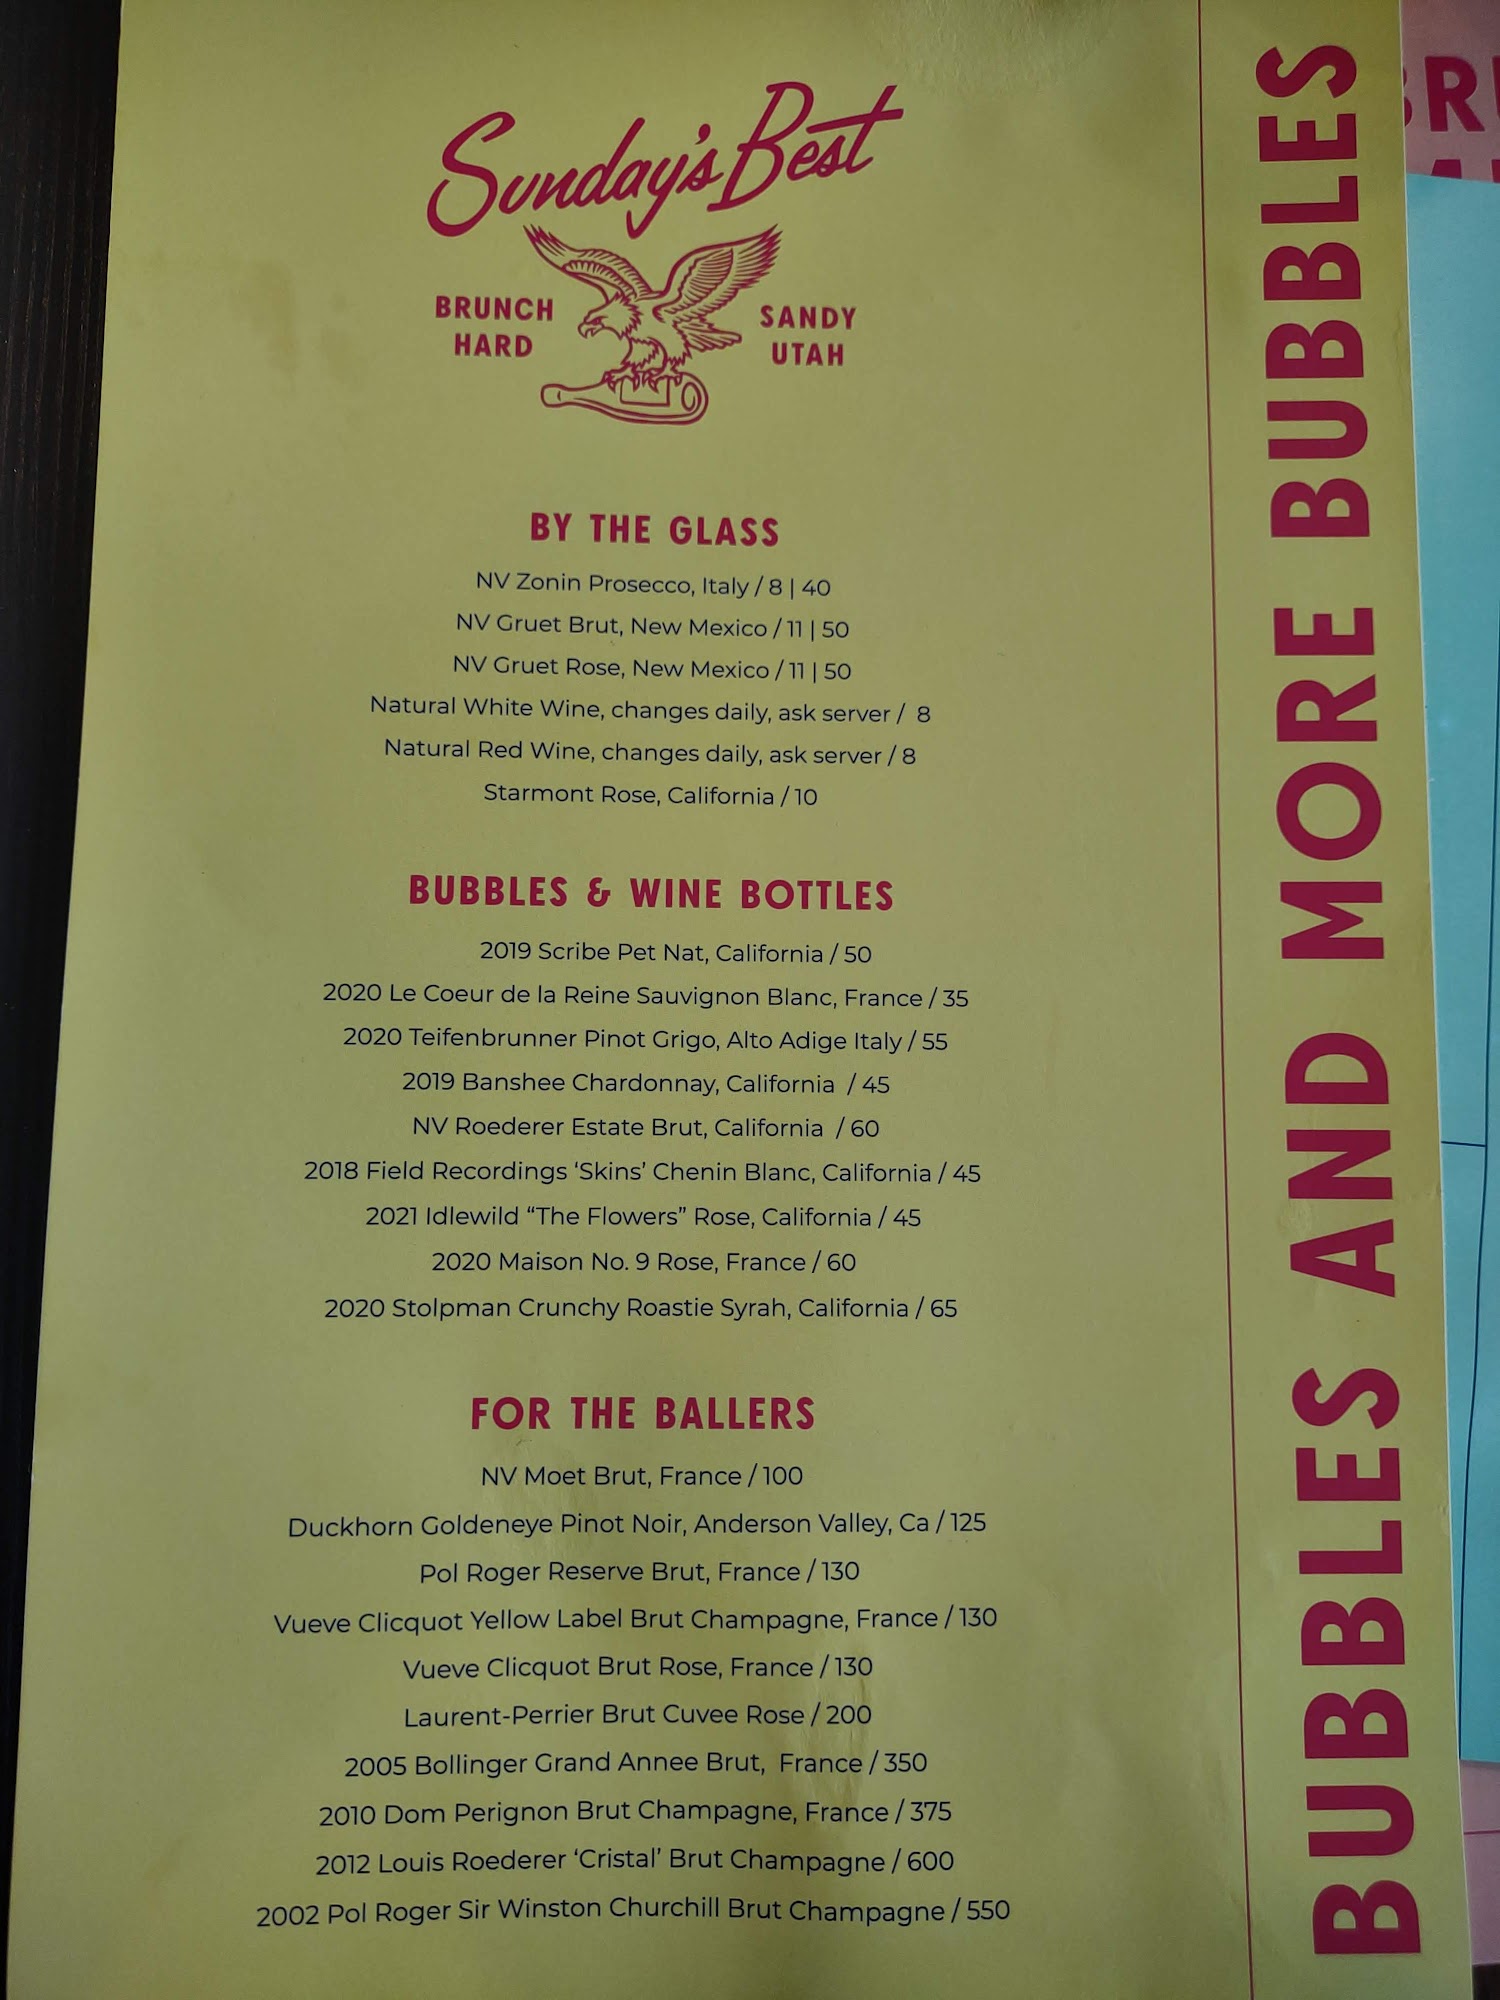 Sunday's Best
BRUNCH HARD
SANDY UTAH
BY THE GLASS
NV Zonin Prosecco, Italy / 8 | 40
NV Gruet Brut, New Mexico / 11 | 50
NV Gruet Rose, New Mexico / 11 | 50
Natural White Wine, changes daily, ask server / 8
Natural Red Wine, changes daily, ask server / 8
Starmont Rose, California / 10
BUBBLES & WINE BOTTLES
2019 Scribe Pet Nat, California / 50
2020 Le Coeur de la Reine Sauvignon Blanc, France / 35
2020 Teifenbrunner Pinot Grigo, Alto Adige Italy / 55
2019 Banshee Chardonnay, California / 45
NV Roederer Estate Brut, California / 60
2018 Field Recordings 'Skins' Chenin Blanc, California / 45
2021 Idlewild "The Flowers" Rose, California / 45
2020 Maison No. 9 Rose, France / 60
2020 Stolpman Crunchy Roastie Syrah, California / 65
FOR THE BALLERS
NV Moet Brut, France / 100
Duckhorn Goldeneye Pinot Noir, Anderson Valley, Ca / 125
Pol Roger Reserve Brut, France / 130
Vueve Clicquot Yellow Label Brut Champagne, France / 130
Vueve Clicquot Brut Rose, France / 130
Laurent-Perrier Brut Cuvee Rose / 200
2005 Bollinger Grand Annee Brut, France / 350
2010 Dom Perignon Brut Champagne, France / 375
2012 Louis Roederer 'Cristal' Brut Champagne / 600
2002 Pol Roger Sir Winston Churchill Brut Champagne / 550
BUBBLES AND MORE BUBBLES